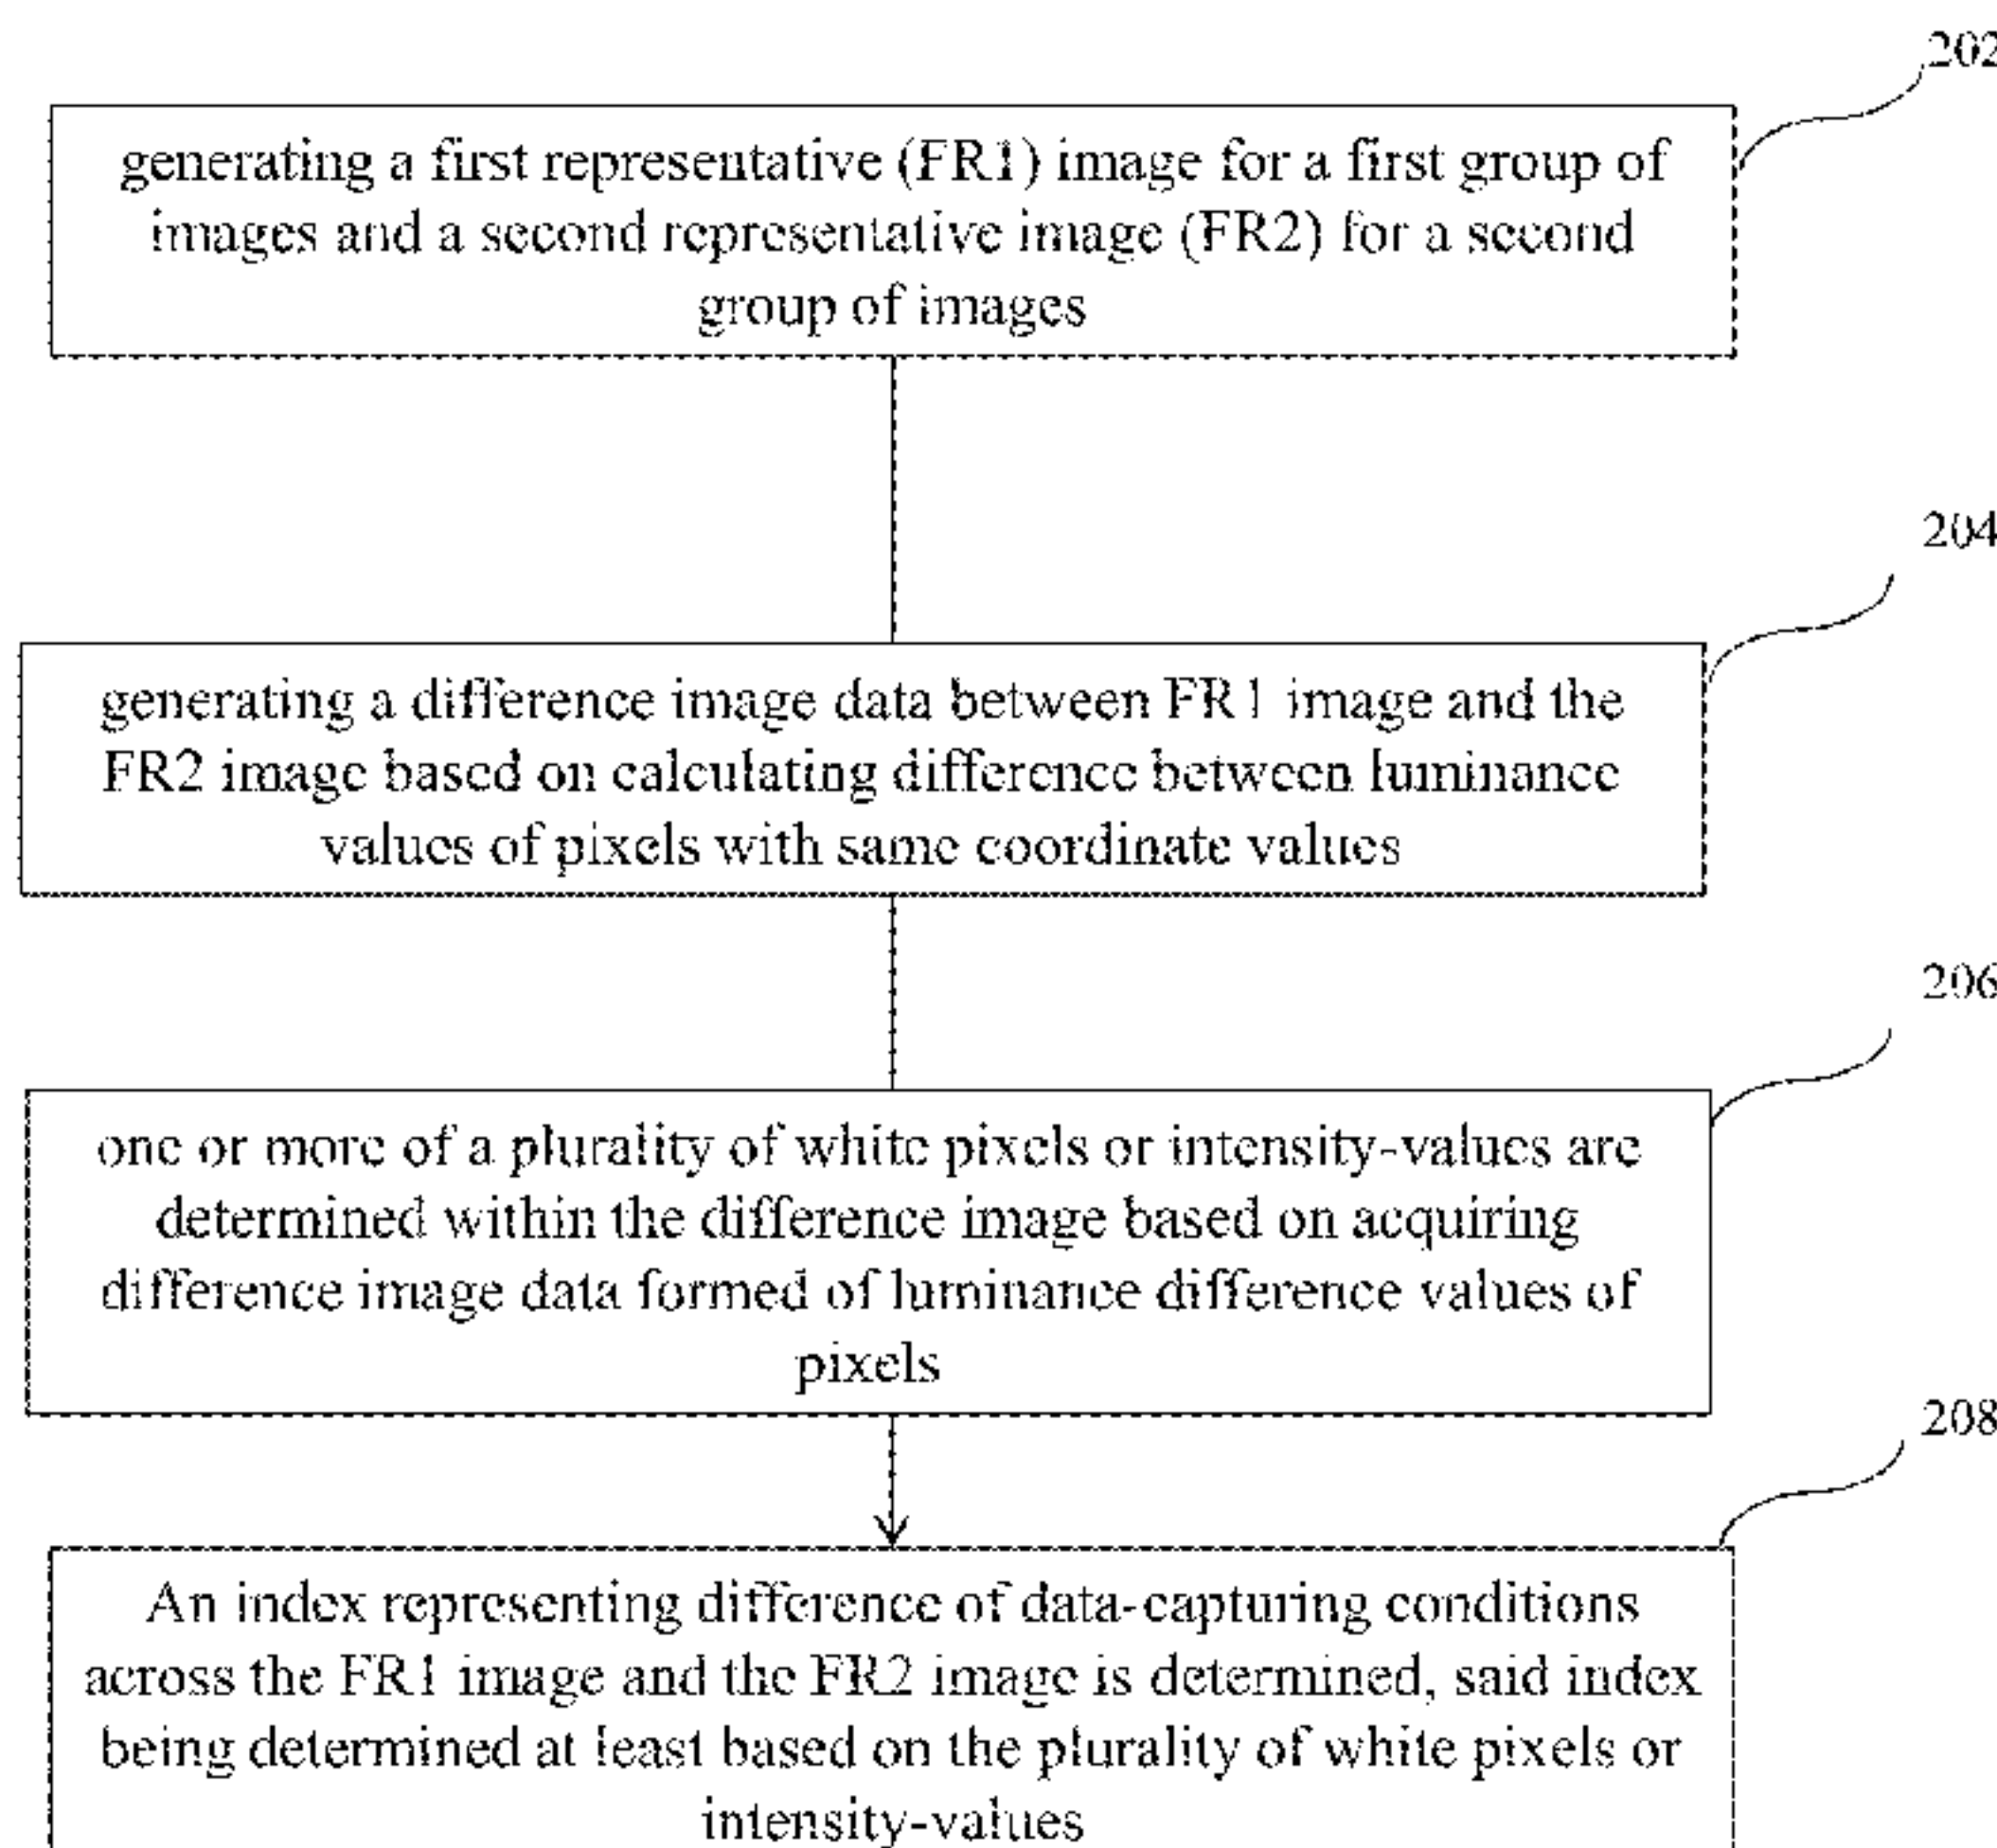 202
generating a first representative (FR1) image for a first group of
images and a second representative image (FR2) for a second
group of images
204
generating a difference image data between FR1 image and the
FR2 image based on calculating difference between luminance
values of pixels with same coordinate values
206
one or more of a plurality of white pixels or intensity-values are
determined within the difference image based on acquiring
difference image data formed of luminance difference values of
pixels
208
An index representing difference of data-capturing conditions
across the FR1 image and the FR2 image is determined, said index
being determined at least based on the plurality of white pixels or
intensity-values